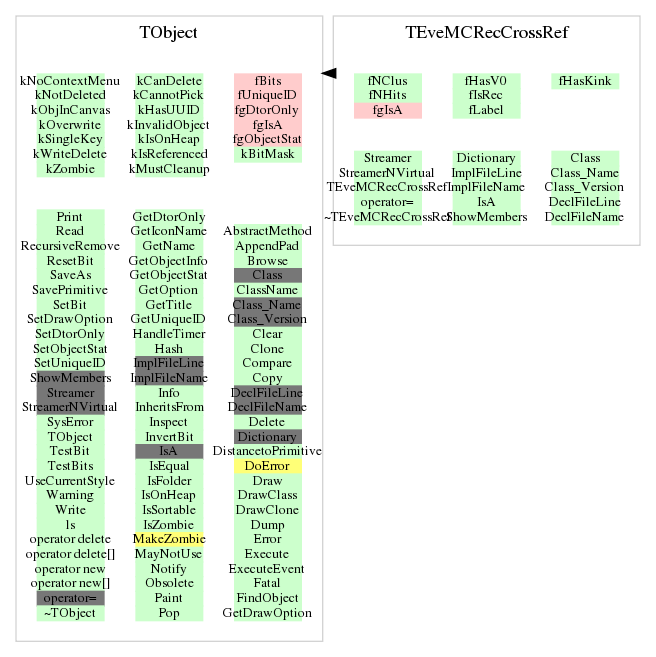 TObject
kNoContextMenu kCanDelete fBits
kNotDeleted kCannotPick fUniqueID
kObjInCanvas kHasUUID fgDtorOnly
kOverwrite kInvalidObject fgIsA
kSingleKey kIsOnHeap fgObjectStat
kWriteDelete kIsReferenced kBitMask
kZombie kMustCleanup
Print GetDtorOnly
Read GetIconName AbstractMethod
RecursiveRemove GetName AppendPad
ResetBit GetObjectInfo Browse
SaveAs GetObjectStat Class
SavePrimitive GetOption ClassName
SetBit GetTitle Class_Name
SetDrawOption GetUniqueID Class_Version
SetDtorOnly HandleTimer Clear
SetObjectStat Hash Clone
SetUniqueID ImplFileLine Compare
ShowMembers ImplFileName Copy
Streamer Info DeclFileLine
StreamerNVirtual InheritsFrom DeclFileName
SysError Inspect Delete
TObject InvertBit Dictionary
TestBit IsA DistancetoPrimitive
TestBits IsEqual DoError
UseCurrentStyle IsFolder Draw
Warning IsOnHeap DrawClass
Write IsSortable DrawClone
ls IsZombie Dump
operator delete MakeZombie Error
operator delete[] MayNotUse Execute
operator new Notify ExecuteEvent
operator new[] Obsolete Fatal
operator= Paint FindObject
~TObject Pop GetDrawOption
TEveMCRecCrossRef
fNClus fHasV0 fHasKink
fNHits fIsRec
fgIsA fLabel
Streamer Dictionary Class
StreamerNVirtual ImplFileLine Class_Name
TEveMCRecCrossRef ImplFileName Class_Version
operator= IsA DeclFileLine
~TEveMCRecCrossRef ShowMembers DeclFileName